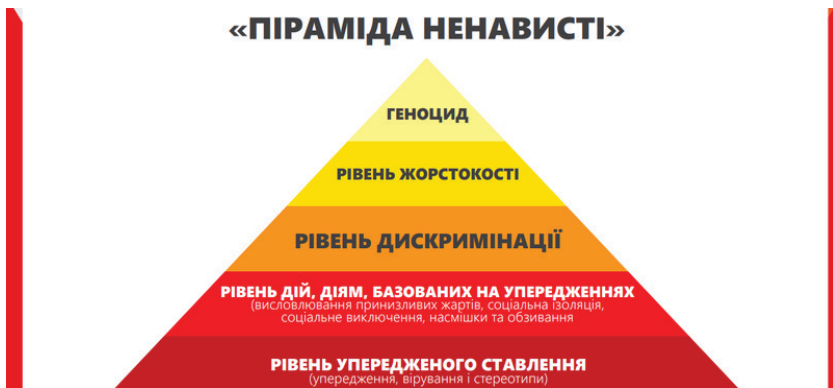 «ПІРАМІДА НЕНАВИСТІ»
ГЕНОЦИД
РІВЕНЬ ЖОРСТОКОСТІ
РІВЕНЬ ДИСКРИМІНАЦІЇ
РІВЕНЬ ДІЙ, ДІЯМ, БАЗОВАНИХ НА УПЕРЕДЖЕННЯХ
(висловлювання принизливих жартів, соціальна ізоляція,
соціальне виключення, насмішки та обзивання
РІВЕНЬ УПЕРЕДЖЕНОГО СТАВЛЕННЯ
(упередження, вірування і стереотипи)